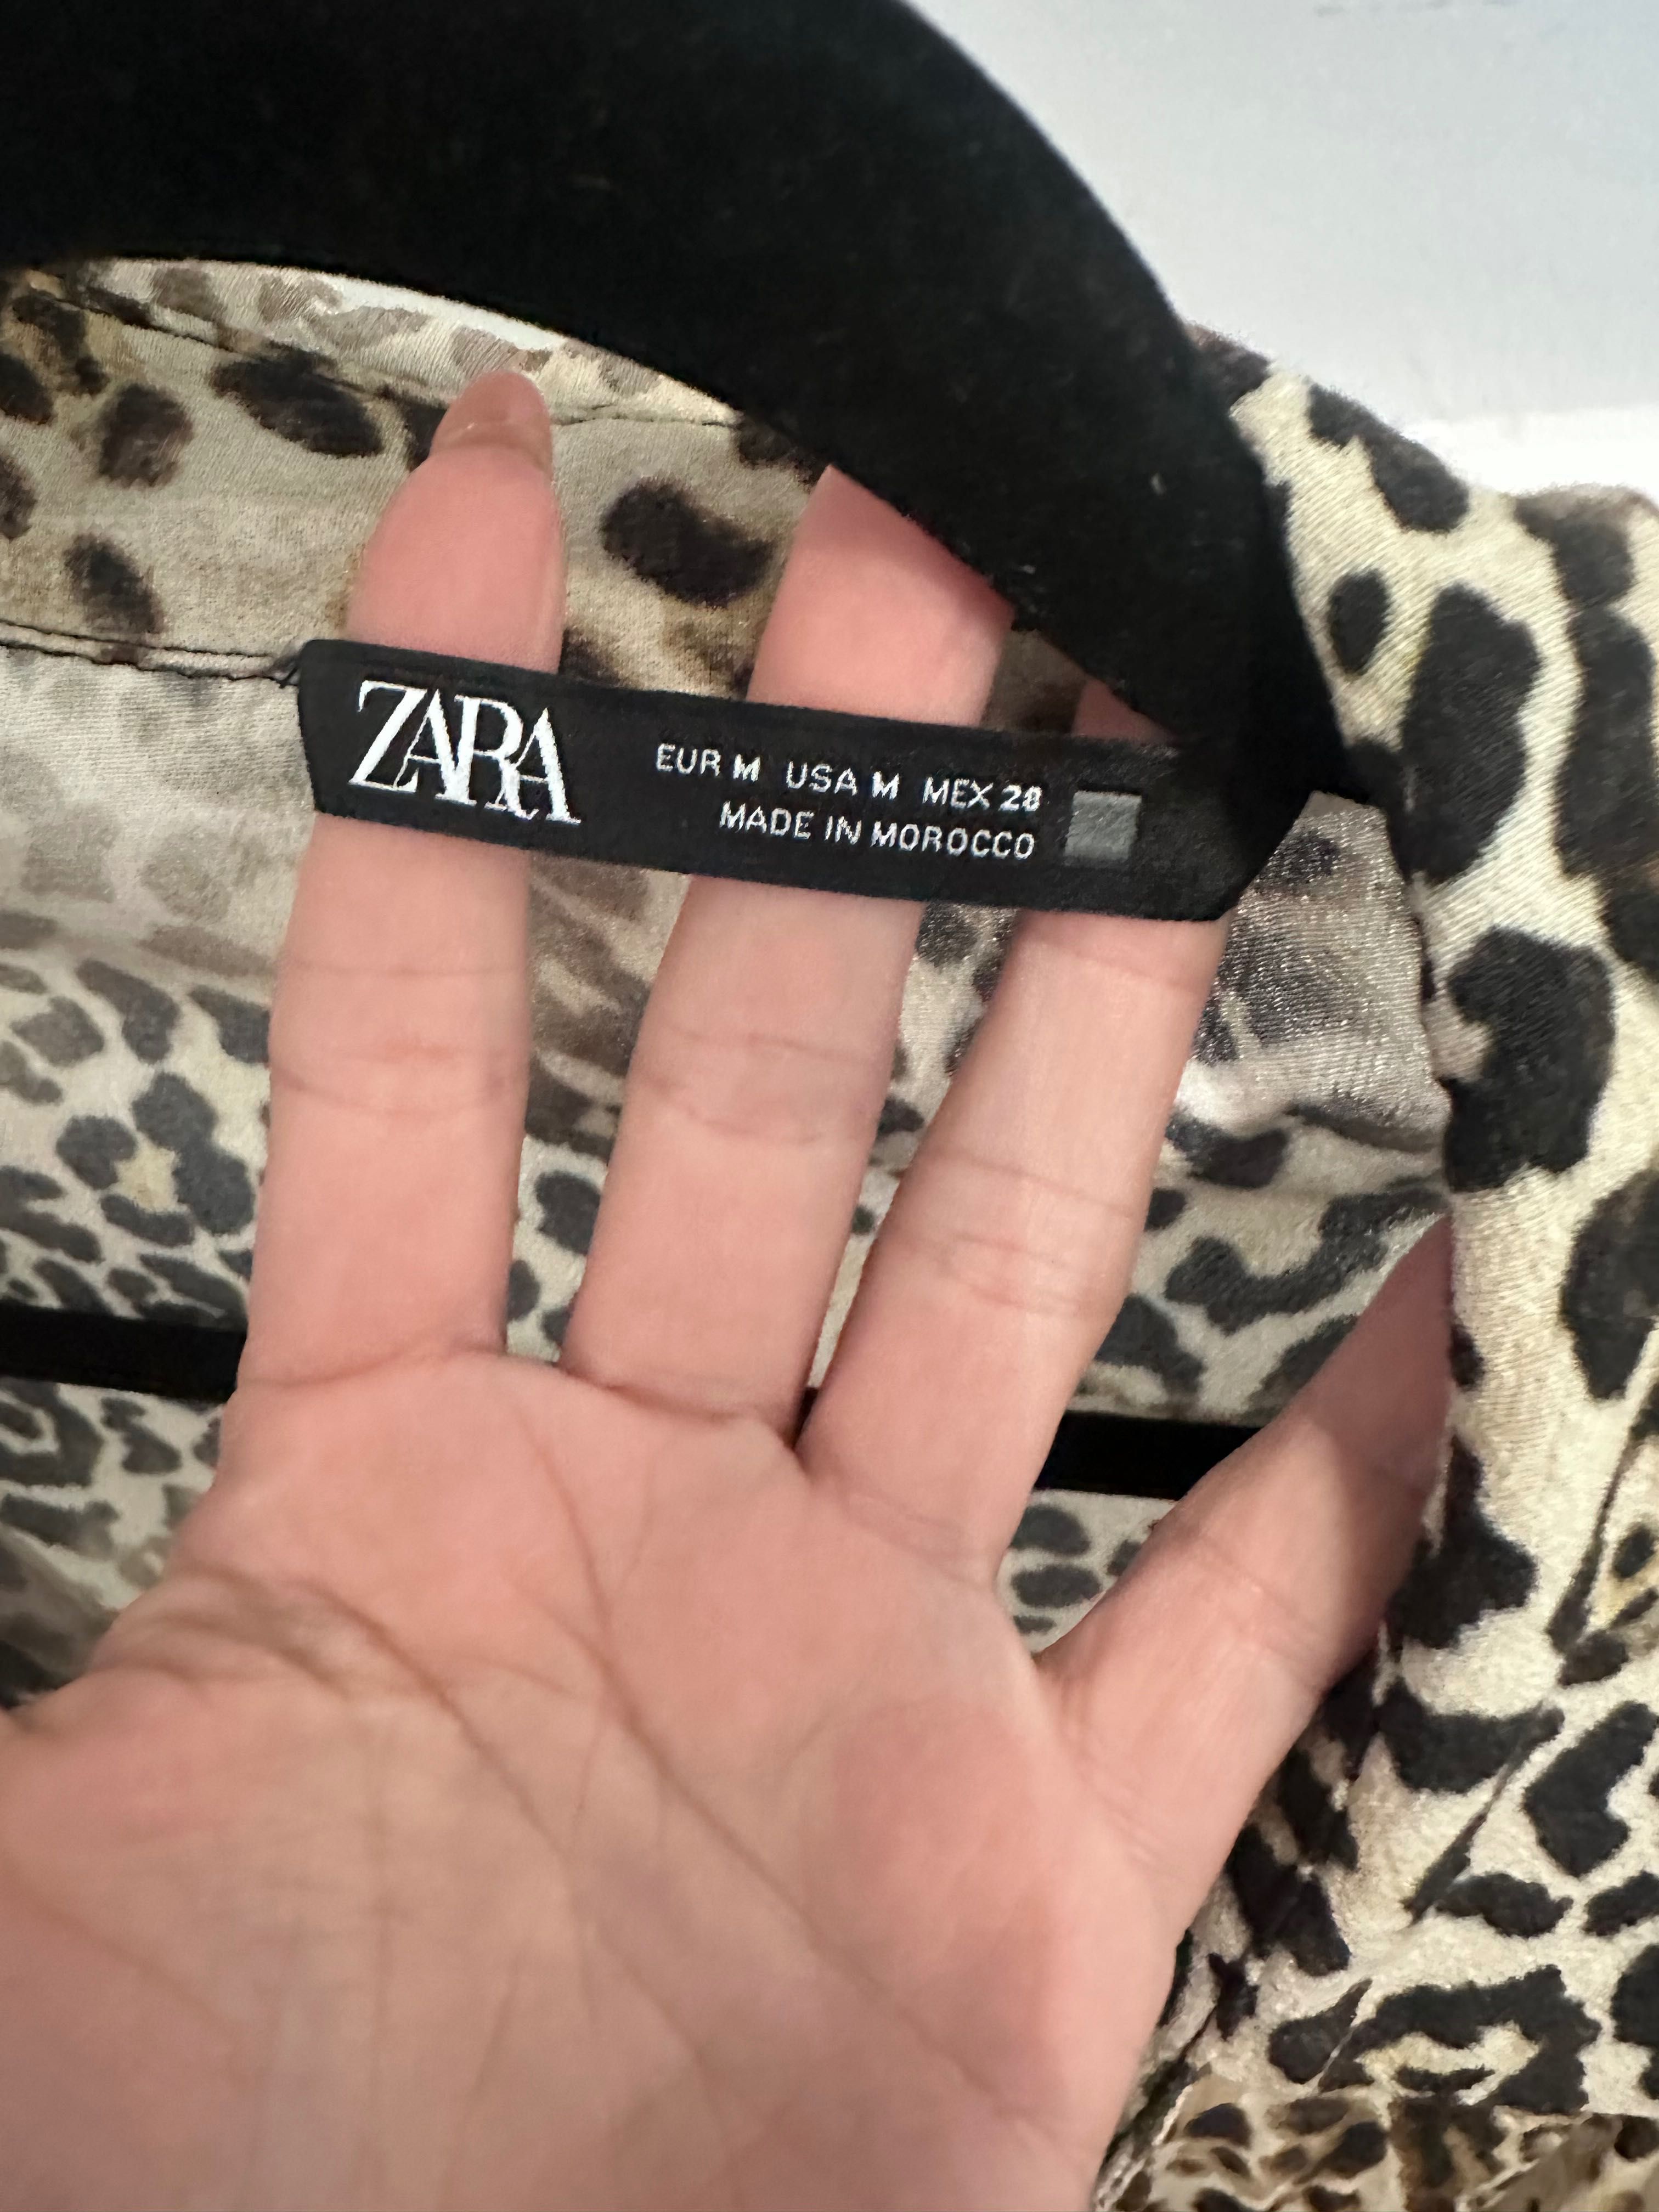 ZARA
EUR M USA M MEX 28
MADE IN MOROCCO